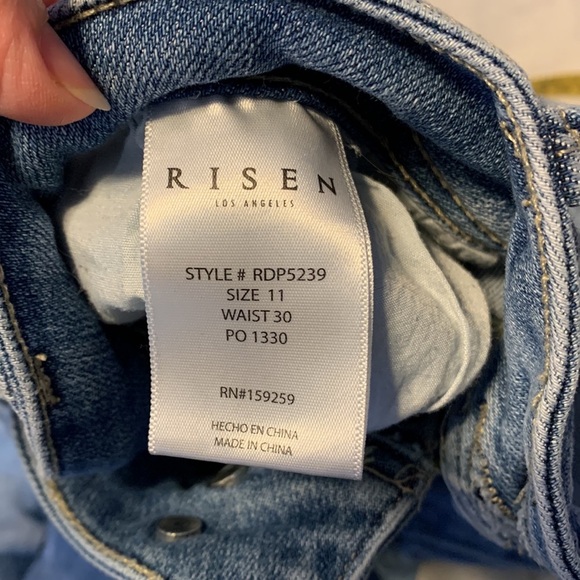 RISEN
LOS ANGELES
STYLE # RDP5239
SIZE 11
WAIST 30
PO 1330
RN#159259
HECHO EN CHINA
MADE IN CHINA